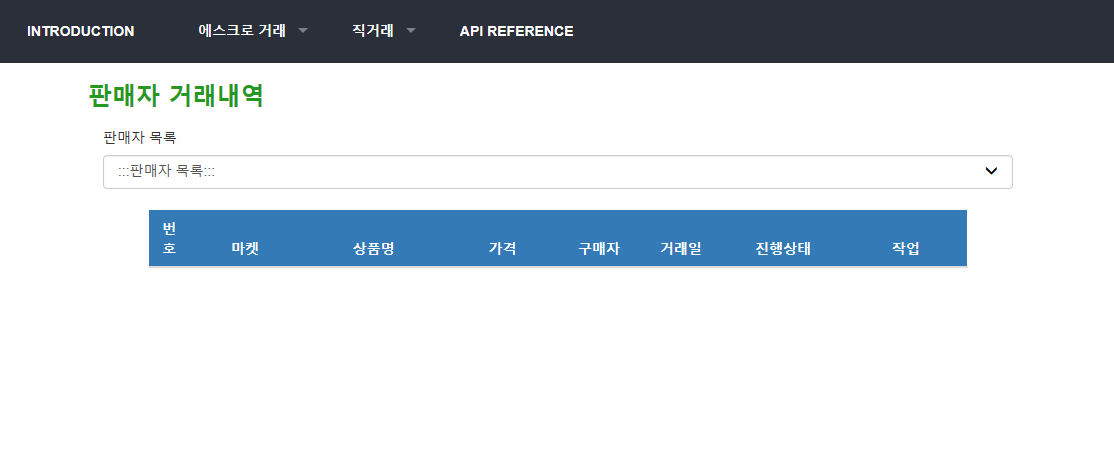 INTRODUCTION 에스크로 거래 직거래 API REFERENCE
판매자 거래내역
판매자 목록
:::판매자 목록:::
번호 마켓 상품명 가격 구매자 거래일 진행상태 작업